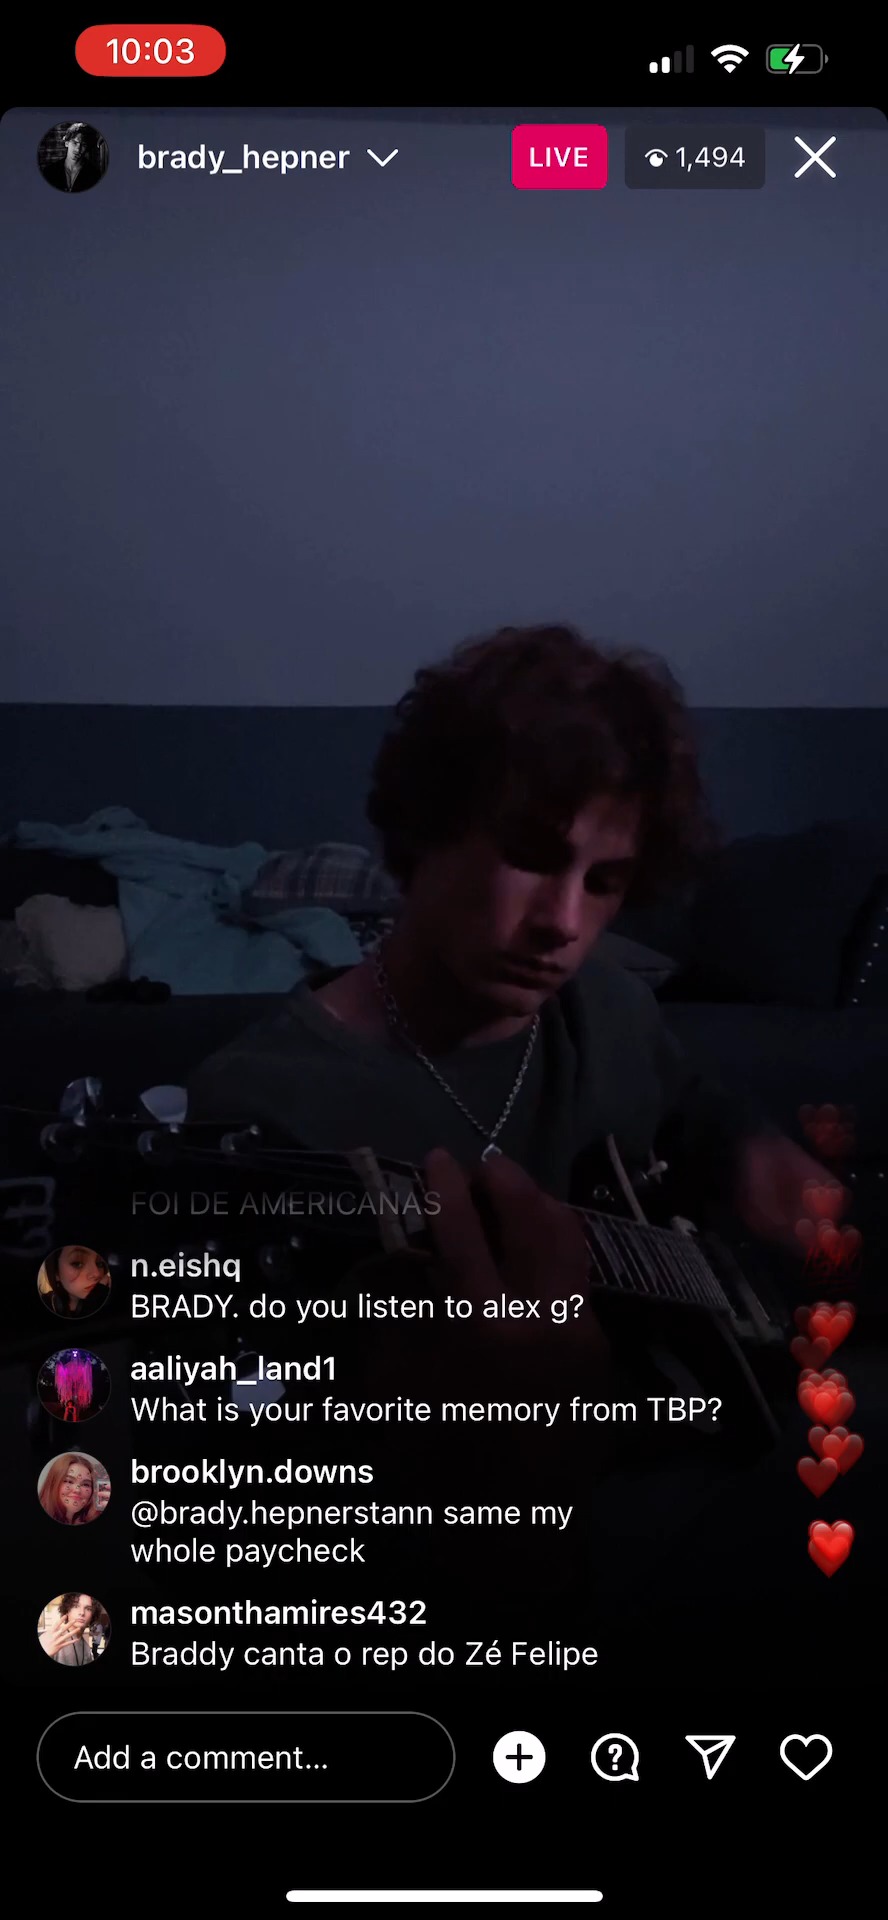 10:03
brady_hepner
LIVE
1,494
FOI DE AMERICANAS
n.eishq
BRADY. do you listen to alex g?
aaliyah_land1
What is your favorite memory from TBP?
brooklyn.downs
@brady.hepnerstann same my
whole paycheck
masonthamires432
Braddy canta o rep do Zé Felipe
Add a comment...